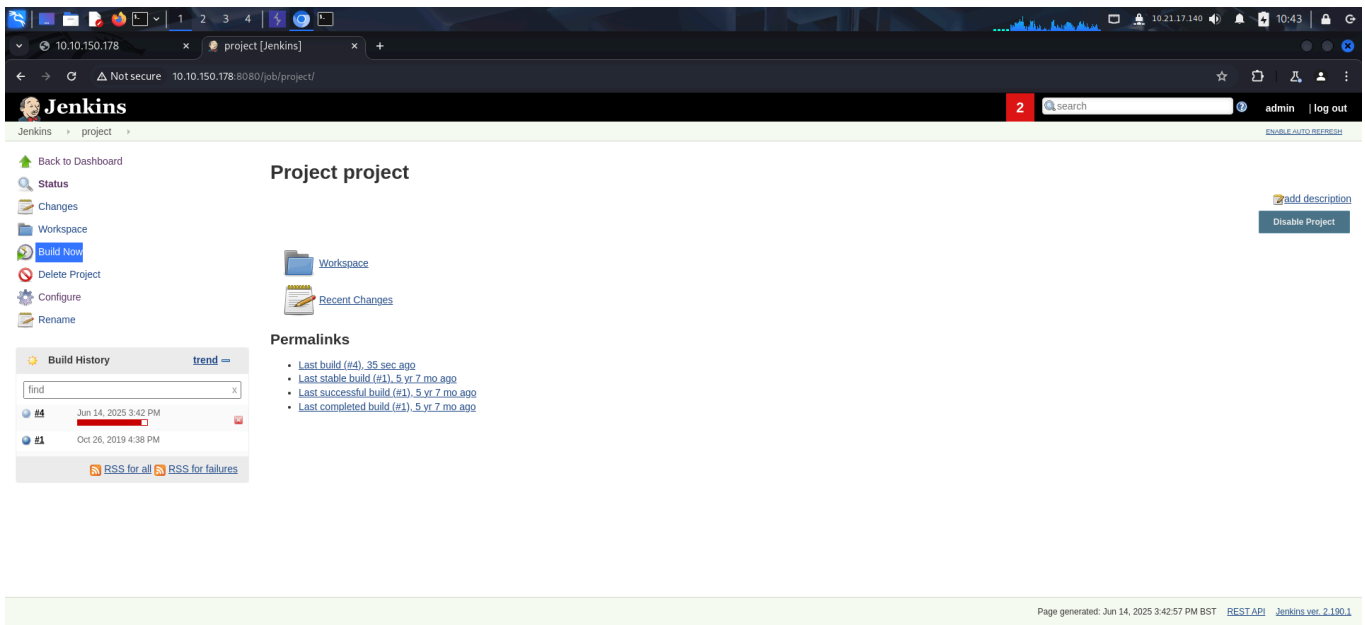 1 2 3 4 10.21.17.140 10:43
10.10.150.178 x project [Jenkins] x +
Not secure 10.10.150.178:8080/job/project/
Jenkins 2 search admin | log out
Jenkins project ENABLE AUTO REFRESH
Back to Dashboard
Status
Changes
Workspace
Build Now
Delete Project
Configure
Rename
Build History trend
find x
#4 Jun 14, 2025 3:42 PM
#1 Oct 26, 2019 4:38 PM
RSS for all RSS for failures
Project project
add description
Disable Project
Workspace
Recent Changes
Permalinks
Last build (#4), 35 sec ago
Last stable build (#1), 5 yr 7 mo ago
Last successful build (#1), 5 yr 7 mo ago
Last completed build (#1), 5 yr 7 mo ago
Page generated: Jun 14, 2025 3:42:57 PM BST REST API Jenkins ver. 2.190.1